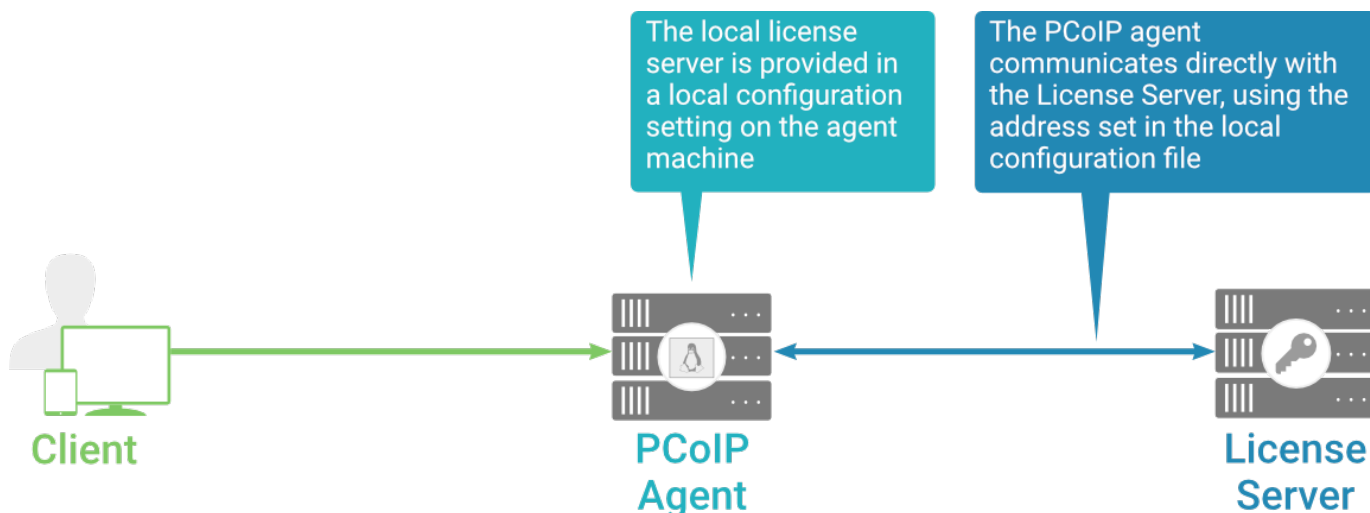 The local license
server is provided in
a local configuration
setting on the agent
machine
The PCoIP agent
communicates directly with
the License Server, using the
address set in the local
configuration file
Client
PCoIP
Agent
License
Server